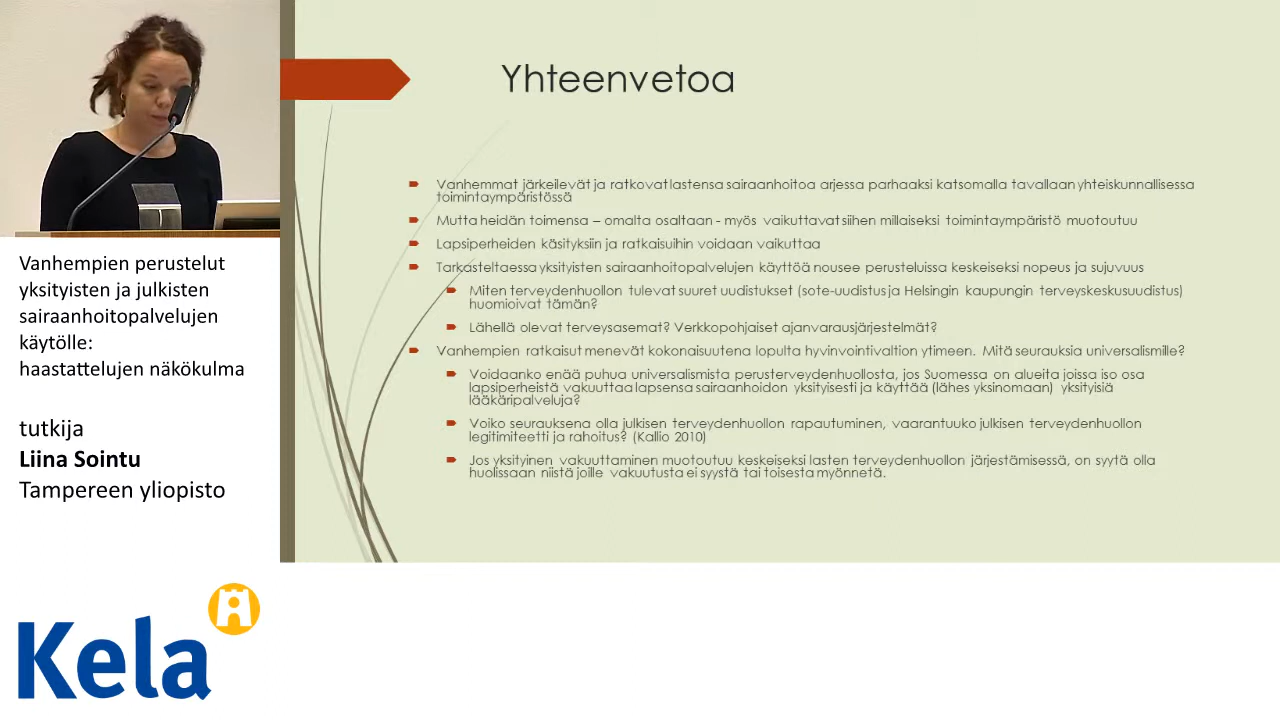 Yhteenvetoa
Vanhemmat järkeilevät ja ratkovat lastensa sairaanhoitoa arjessa parhaaksi katsomalla tavallaan yhteiskunnallisessa
toimintaympäristössä
Mutta heidän toimensa – omalta osaltaan - myös vaikuttavat siihen millaiseksi toimintaympäristö muotoutuu
Lapsiperheiden käsityksiin ja ratkaisuihin voidaan vaikuttaa
Tarkasteltaessa yksityisten sairaanhoitopalvelujen käyttöä nousee perusteluissa keskeiseksi nopeus ja sujuvuus
Miten terveydenhuollon tulevat suuret uudistukset (sote-uudistus ja Helsingin kaupungin terveyskeskusuudistus)
huomioivat tämän?
Lähellä olevat terveysasemat? Verkkopohjaiset ajanvarausjärjestelmät?
Vanhempien ratkaisut menevät kokonaisuutena lopulta hyvinvointivaltion ytimeen. Mitä seurauksia universalismille?
Voidaanko enää puhua universalismista perusterveydenhuollosta, jos Suomessa on alueita joissa iso osa
lapsiperheistä vakuuttaa lapsensa sairaanhoidon yksityisesti ja käyttää (lähes yksinomaan) yksityisiä
lääkäripalveluja?
Voiko seurauksena olla julkisen terveydenhuollon rapautuminen, vaarantuuko julkisen terveydenhuollon
legitimiteetti ja rahoitus? (Kallio 2010)
Jos yksityinen vakuuttaminen muotoutuu keskeiseksi lasten terveydenhuollon järjestämisessä, on syytä olla
huolissaan niistä joille vakuutusta ei syystä tai toisesta myönnetä.
Vanhempien perustelut
yksityisten ja julkisten
sairaanhoitopalvelujen
käytölle:
haastattelujen näkökulma
tutkija
Liina Sointu
Tampereen yliopisto
Kela